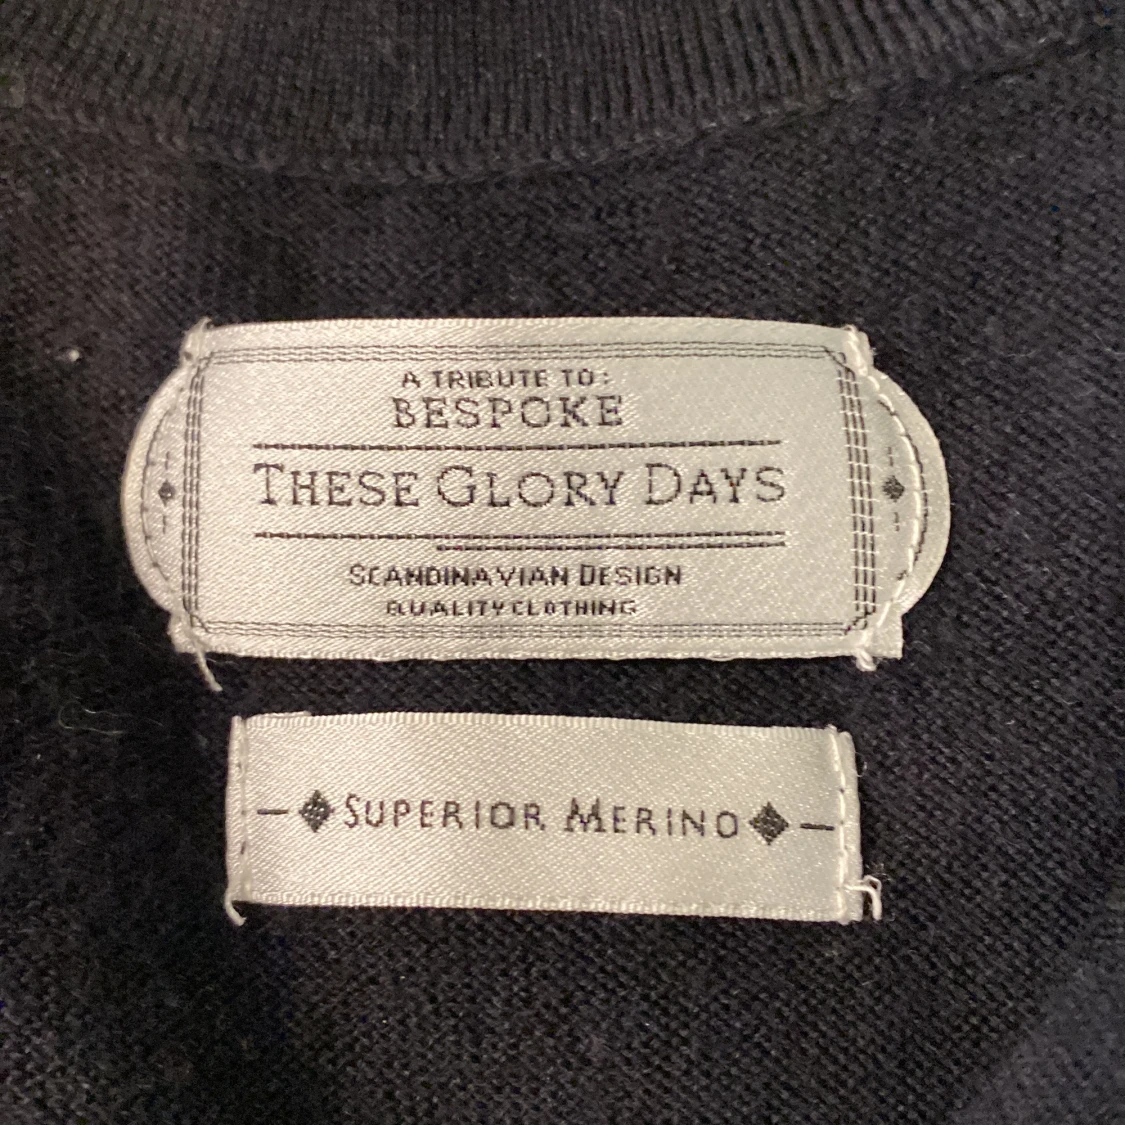 A TRIBUTE TO:
BESPOKE
THESE GLORY DAYS
SCANDINAVIAN DESIGN
QUALITY CLOTHING
SUPERIOR MERINO